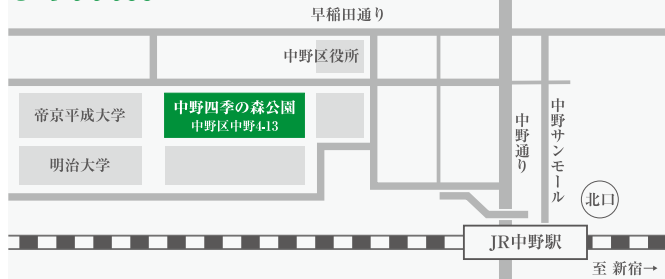 早稲田通り
中野区役所
帝京平成大学
中野四季の森公園
中野区中野4-13
明治大学
中野通り
中野サンモール
北口
JR中野駅
至 新宿→